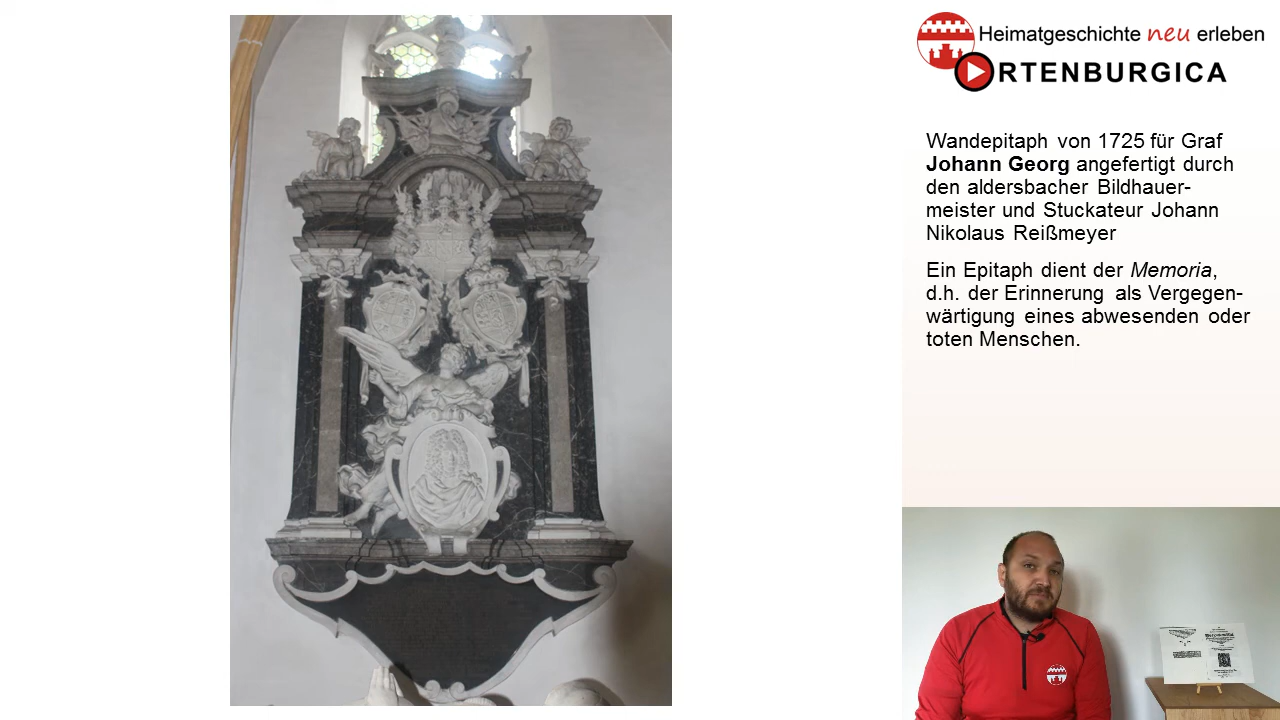 Heimatgeschichte neu erleben
ORTENBURGICA
Wandepitaph von 1725 für Graf
Johann Georg angefertigt durch
den aldersbacher Bildhauer-
meister und Stuckateur Johann
Nikolaus Reißmeyer
Ein Epitaph dient der Memoria,
d.h. der Erinnerung als Vergegen-
wärtigung eines abwesenden oder
toten Menschen.